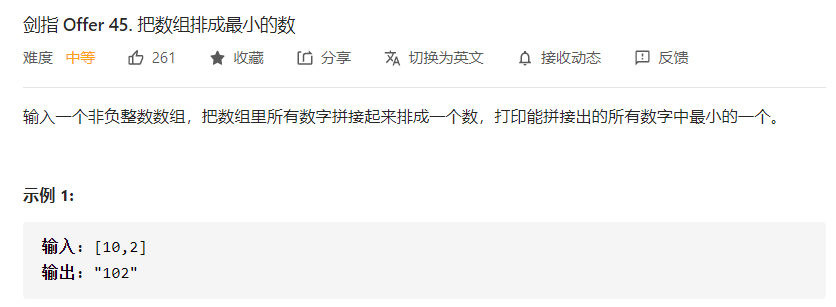 剑指 Offer 45. 把数组排成最小的数
难度 中等 261 收藏 分享 切换为英文 接收动态 反馈
输入一个非负整数数组，把数组里所有数字拼接起来排成一个数，打印能拼接出的所有数字中最小的一个。
示例 1:
输入: [10,2]
输出: "102"